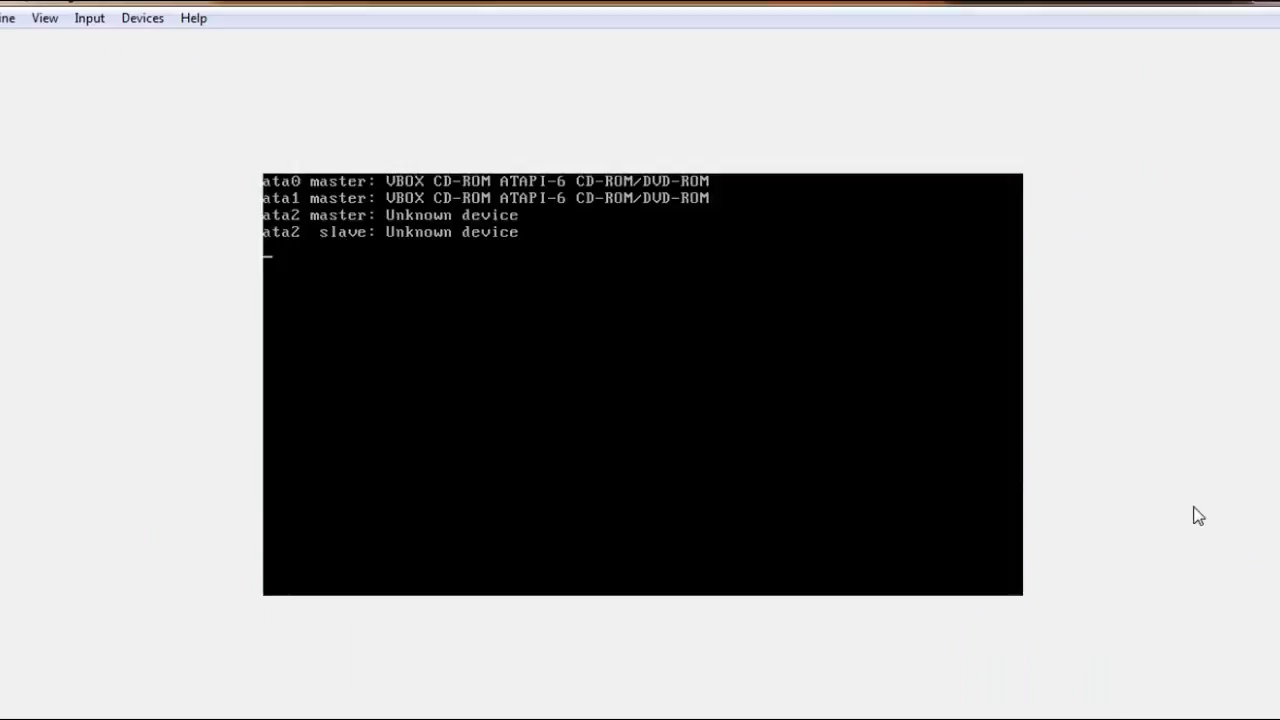 ine View Input Devices Help
ata0 master: VBOX CD-ROM ATAPI-6 CD-ROM/DVD-ROM
ata1 master: VBOX CD-ROM ATAPI-6 CD-ROM/DVD-ROM
ata2 master: Unknown device
ata2 slave: Unknown device